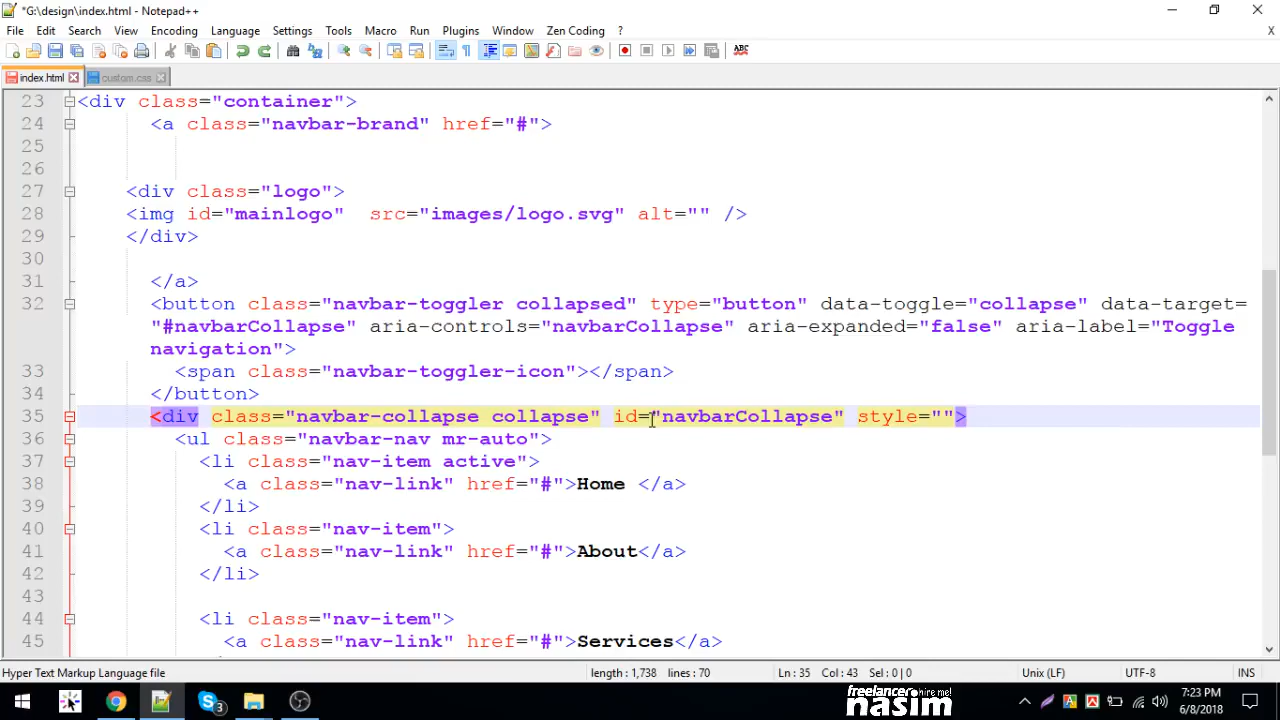 *G:\design\index.html - Notepad++
File Edit Search View Encoding Language Settings Tools Macro Run Plugins Window Zen Coding ? X
index.html custom.css
23 <div class="container">
24 <a class="navbar-brand" href="#">
25
26
27 <div class="logo">
28 <img id="mainlogo" src="images/logo.svg" alt="" />
29 </div>
30
31 </a>
32 <button class="navbar-toggler collapsed" type="button" data-toggle="collapse" data-target=
"#navbarCollapse" aria-controls="navbarCollapse" aria-expanded="false" aria-label="Toggle
navigation">
33 <span class="navbar-toggler-icon"></span>
34 </button>
35 <div class="navbar-collapse collapse" id="navbarCollapse" style="">
36 <ul class="navbar-nav mr-auto">
37 <li class="nav-item active">
38 <a class="nav-link" href="#">Home </a>
39 </li>
40 <li class="nav-item">
41 <a class="nav-link" href="#">About</a>
42 </li>
43
44 <li class="nav-item">
45 <a class="nav-link" href="#">Services</a>
Hyper Text Markup Language file length : 1,738 lines : 70 Ln : 35 Col : 43 Sel : 0 | 0 Unix (LF) UTF-8 INS
freelancer hire me!
nasim
3
7:23 PM
6/8/2018